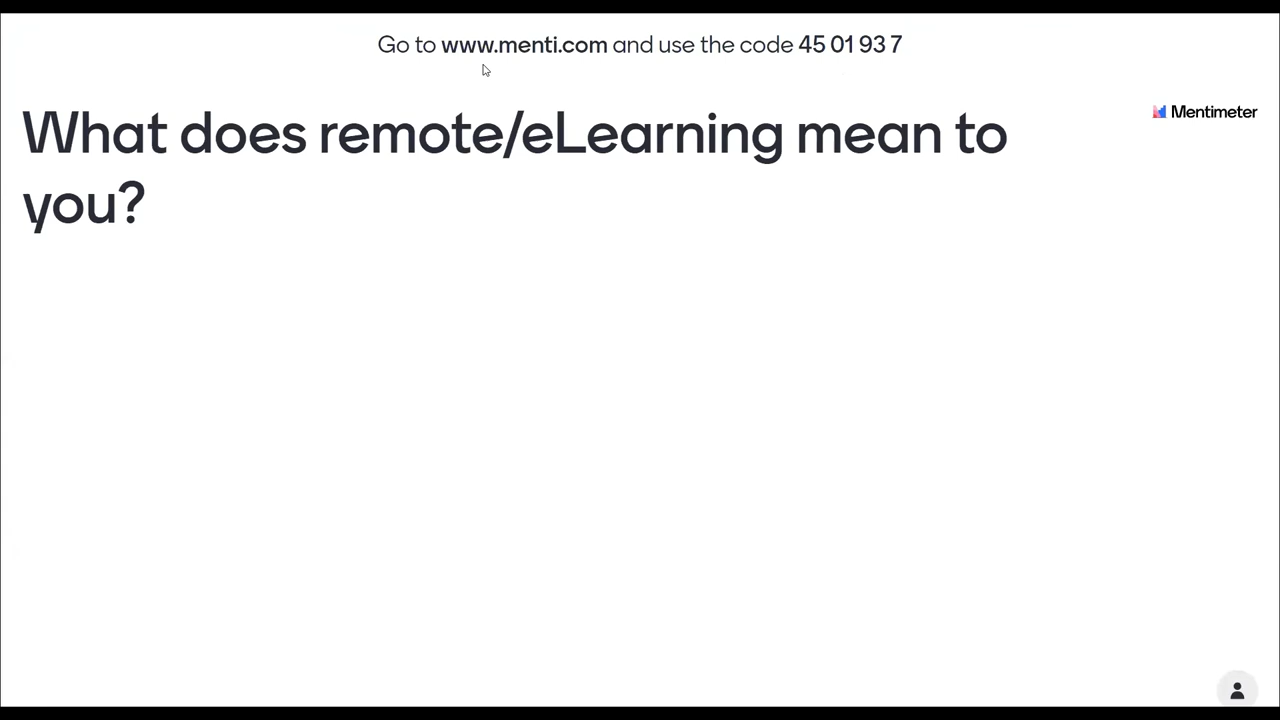 Go to www.menti.com and use the code 45 01 93 7
Mentimeter
What does remote/eLearning mean to
you?